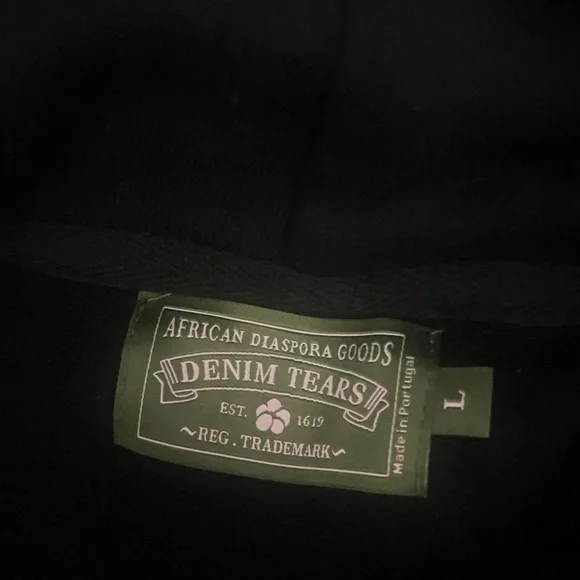 AFRICAN DIASPORA GOODS
DENIM TEARS
EST. 1619
~REG. TRADEMARK~
Made in Portugal
L